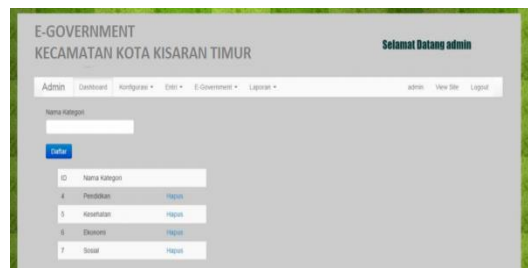 E-GOVERNMENT
KECAMATAN KOTA KISARAN TIMUR
Selamat Datang admin
Admin Dashboard Konfigurasi Entri E-Government Laporan admin View Site Logout
Nama Kategori
Daftar
ID Nama Kategori
4 Pendidikan Hapus
5 Kesehatan Hapus
6 Ekonomi Hapus
7 Sosial Hapus